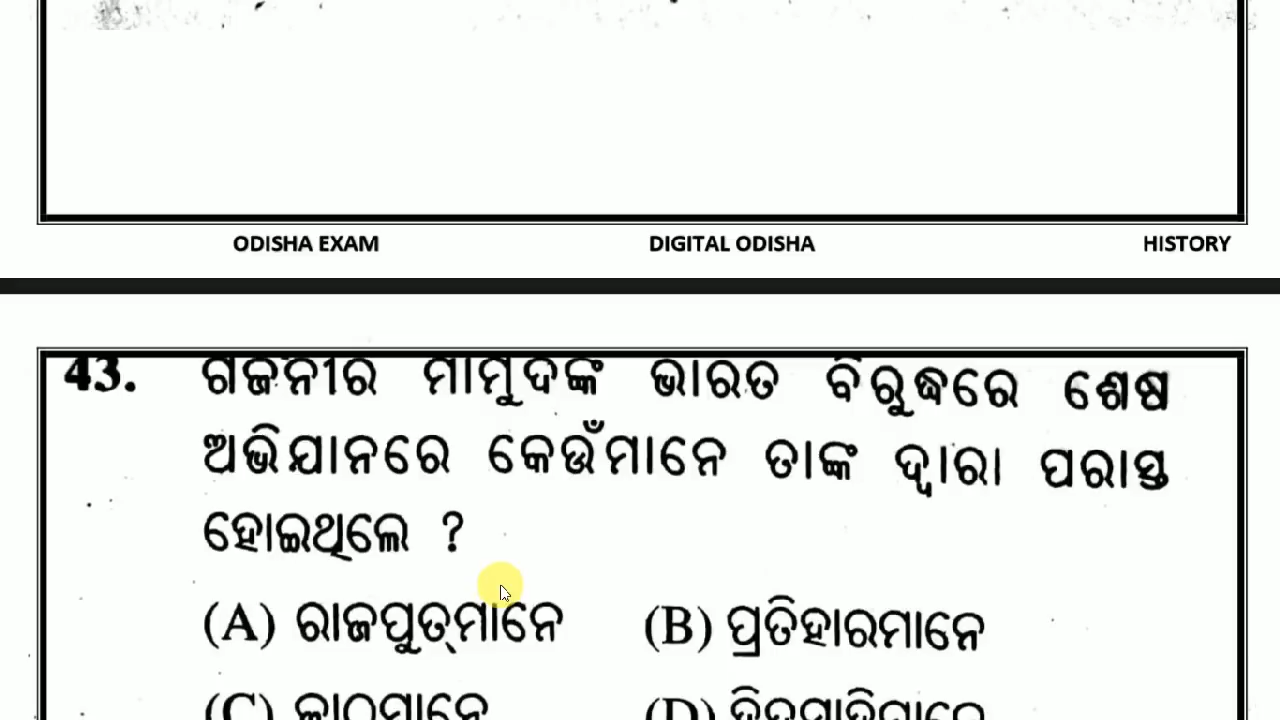 ODISHA EXAM DIGITAL ODISHA HISTORY
43. ଗଜନୀର ମାମୁଦଙ୍କ ଭାରତ ବିରୁଦ୍ଧରେ ଶେଷ
ଅଭିଯାନରେ କେଉଁମାନେ ତାଙ୍କ ଦ୍ୱାରା ପରାସ୍ତ
ହୋଇଥିଲେ ?
(A) ରାଜପୁତ୍‌ମାନେ (B) ପ୍ରତିହାରମାନେ
(C) (D)